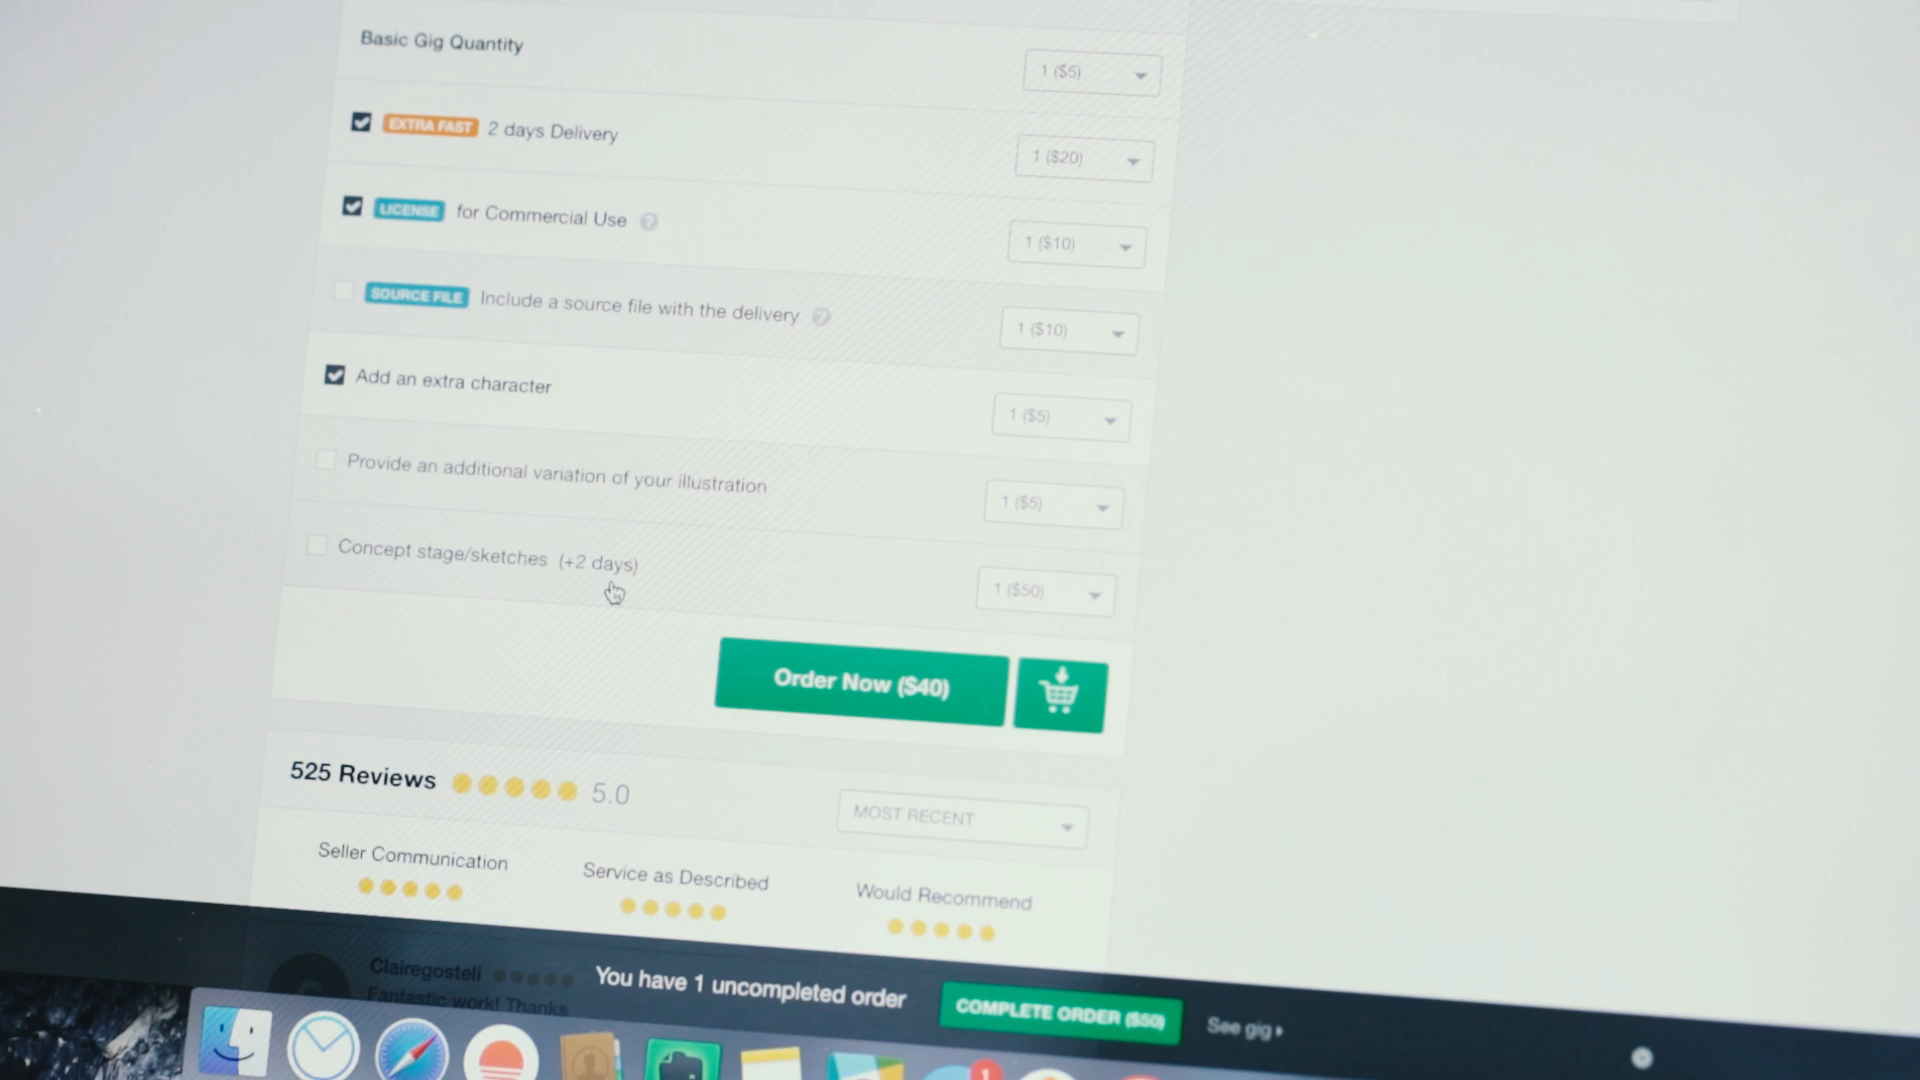 Basic Gig Quantity
1 ($5)
EXTRA FAST 2 days Delivery
1 ($20)
LICENSE for Commercial Use ?
1 ($10)
SOURCE FILE Include a source file with the delivery ?
1 ($10)
Add an extra character
1 ($5)
Provide an additional variation of your illustration
1 ($5)
Concept stage/sketches (+2 days)
1 ($50)
Order Now ($40)
525 Reviews 5.0
MOST RECENT
Seller Communication
Service as Described
Would Recommend
Clairegosteli
Fantastic work! Thanks
You have 1 uncompleted order
COMPLETE ORDER ($50)
See gig
1